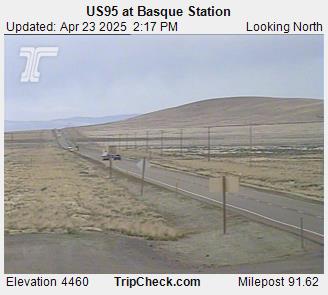 US95 at Basque Station
Updated: Apr 23 2025 2:17 PM Looking North
Elevation 4460 TripCheck.com Milepost 91.62